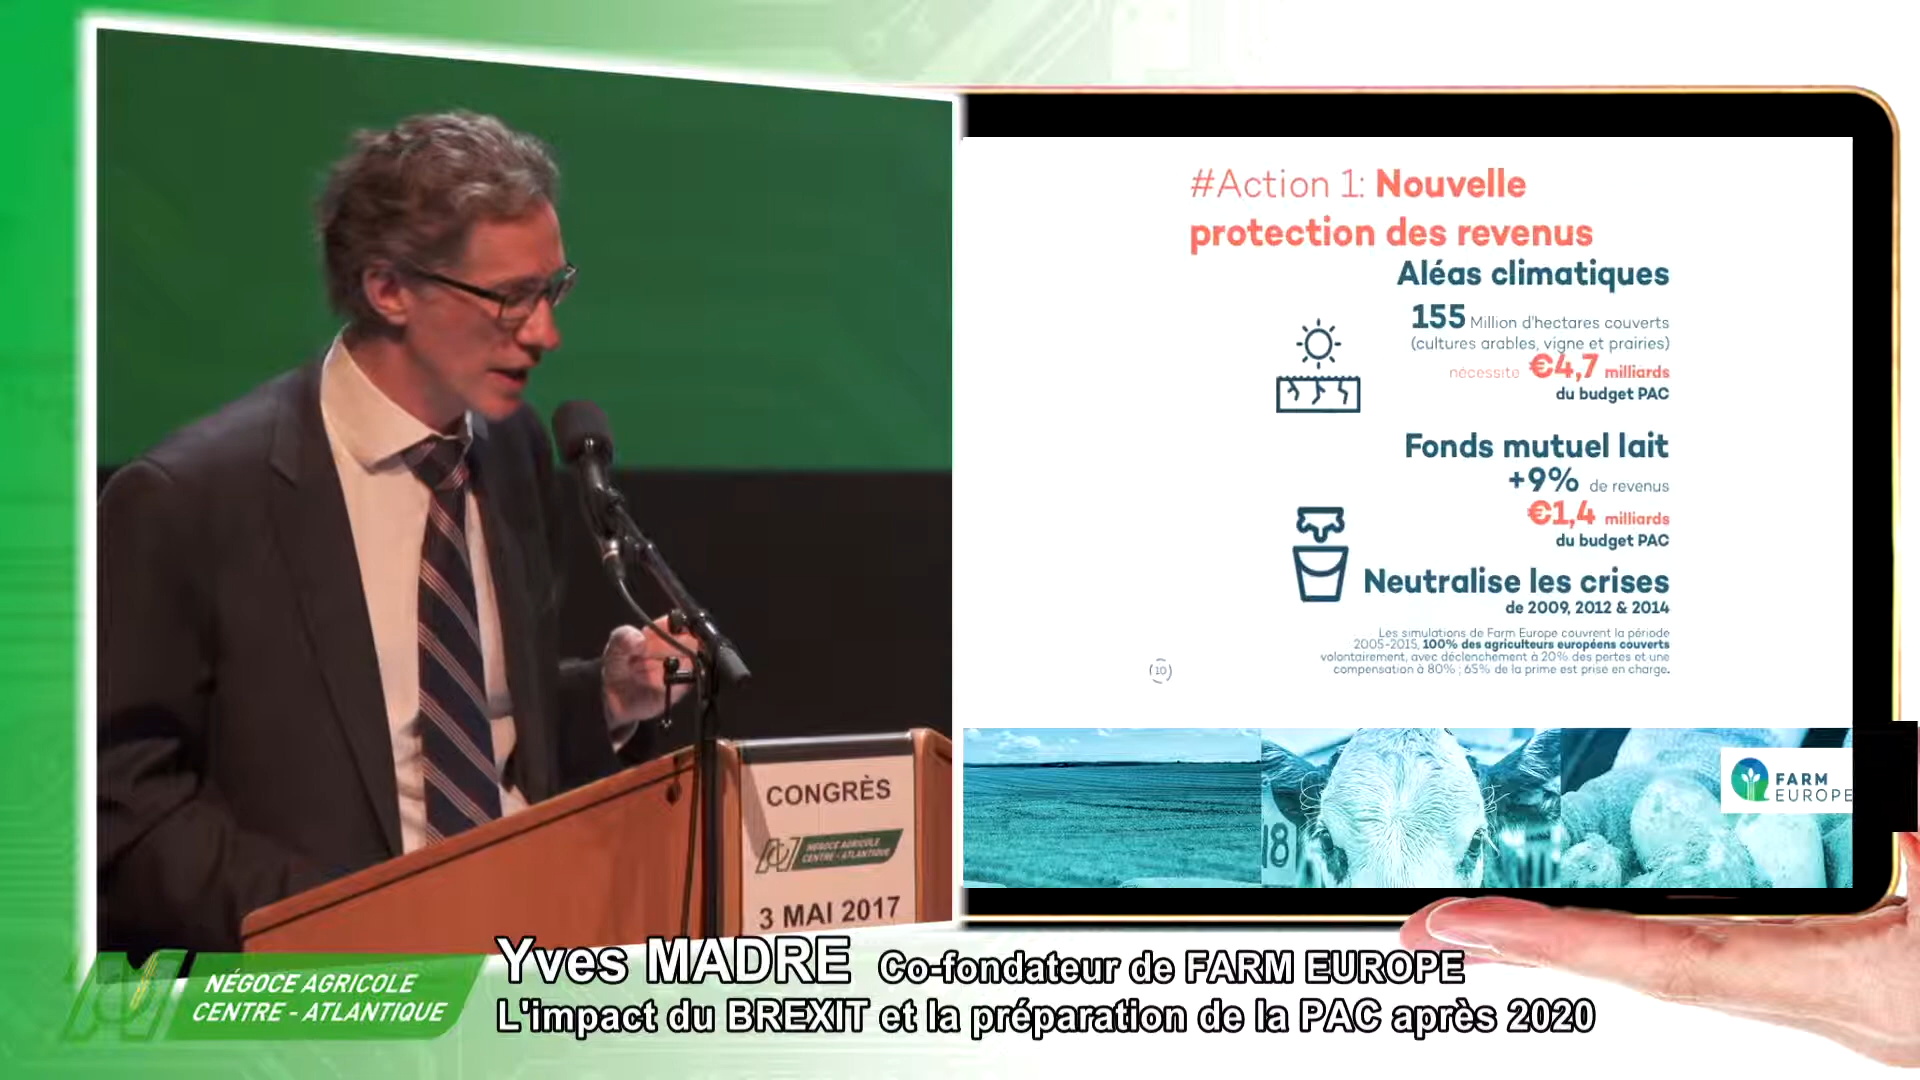 #Action 1: Nouvelle
protection des revenus
Aléas climatiques
155 Million d'hectares couverts
(cultures arables, vigne et prairies)
nécessite €4,7 milliards
du budget PAC
Fonds mutuel lait
+9% de revenus
€1,4 milliards
du budget PAC
Neutralise les crises
de 2009, 2012 & 2014
Les simulations de Farm Europe couvrent la période
2005-2015, 100% des agriculteurs européens couverts
volontairement, avec déclenchement à 20% des pertes et une
compensation à 80% ; 65% de la prime est prise en charge.
10
18
FARM
EUROPE
CONGRÈS
NÉGOCE AGRICOLE
CENTRE - ATLANTIQUE
3 MAI 2017
NÉGOCE AGRICOLE
CENTRE - ATLANTIQUE
Yves MADRE Co-fondateur de FARM EUROPE
L'impact du BREXIT et la préparation de la PAC après 2020